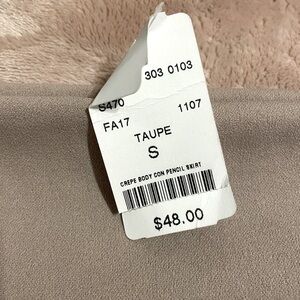 S470 303 0103
FA17 1107
TAUPE
S
CREPE BODY CON PENCIL SKIRT
$48.00